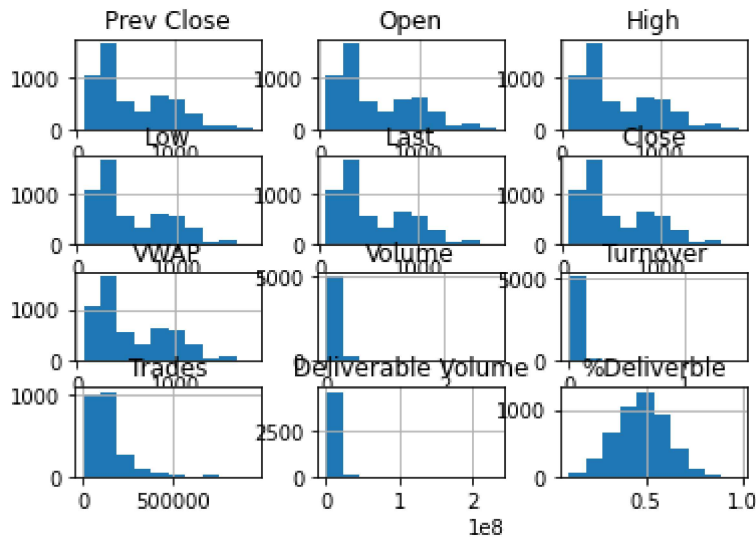 Prev Close Open High
1000 1000 1000
0 0 0
Low Last Close
0 1000 0 1000 0 1000
1000 1000 1000
0 0 0
VWAP Volume Turnover
0 1000 0 1000 0 1000
1000 5000 5000
0 0 0
Trades Deliverable Volume %Deliverble
0 1000 2 0
1000 2500 1000
0 0 0
0 500000 0 1 2 0.5 1.0
1e8